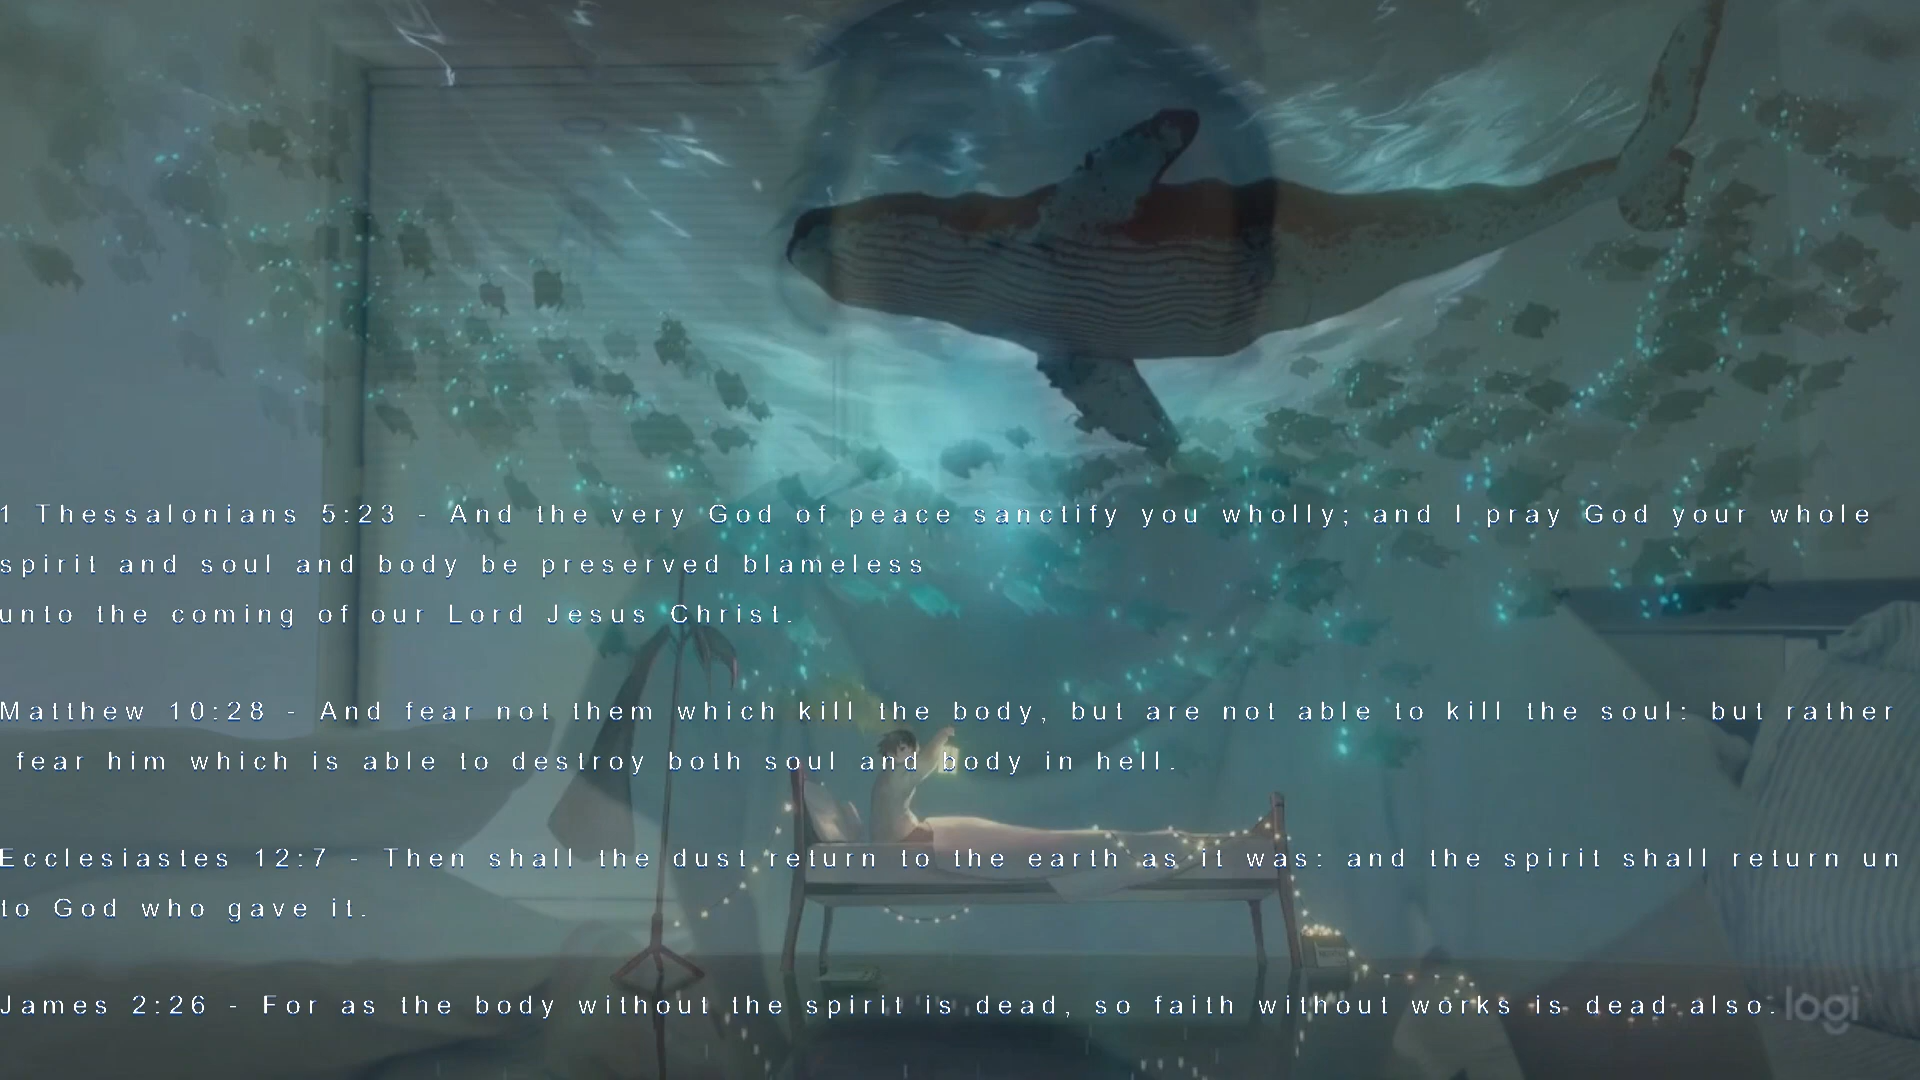 1 Thessalonians 5:23 - And the very God of peace sanctify you wholly; and I pray God your whole
spirit and soul and body be preserved blameless
unto the coming of our Lord Jesus Christ.
Matthew 10:28 - And fear not them which kill the body, but are not able to kill the soul: but rather
fear him which is able to destroy both soul and body in hell.
Ecclesiastes 12:7 - Then shall the dust return to the earth as it was: and the spirit shall return un
to God who gave it.
James 2:26 - For as the body without the spirit is dead, so faith without works is dead also.
logi